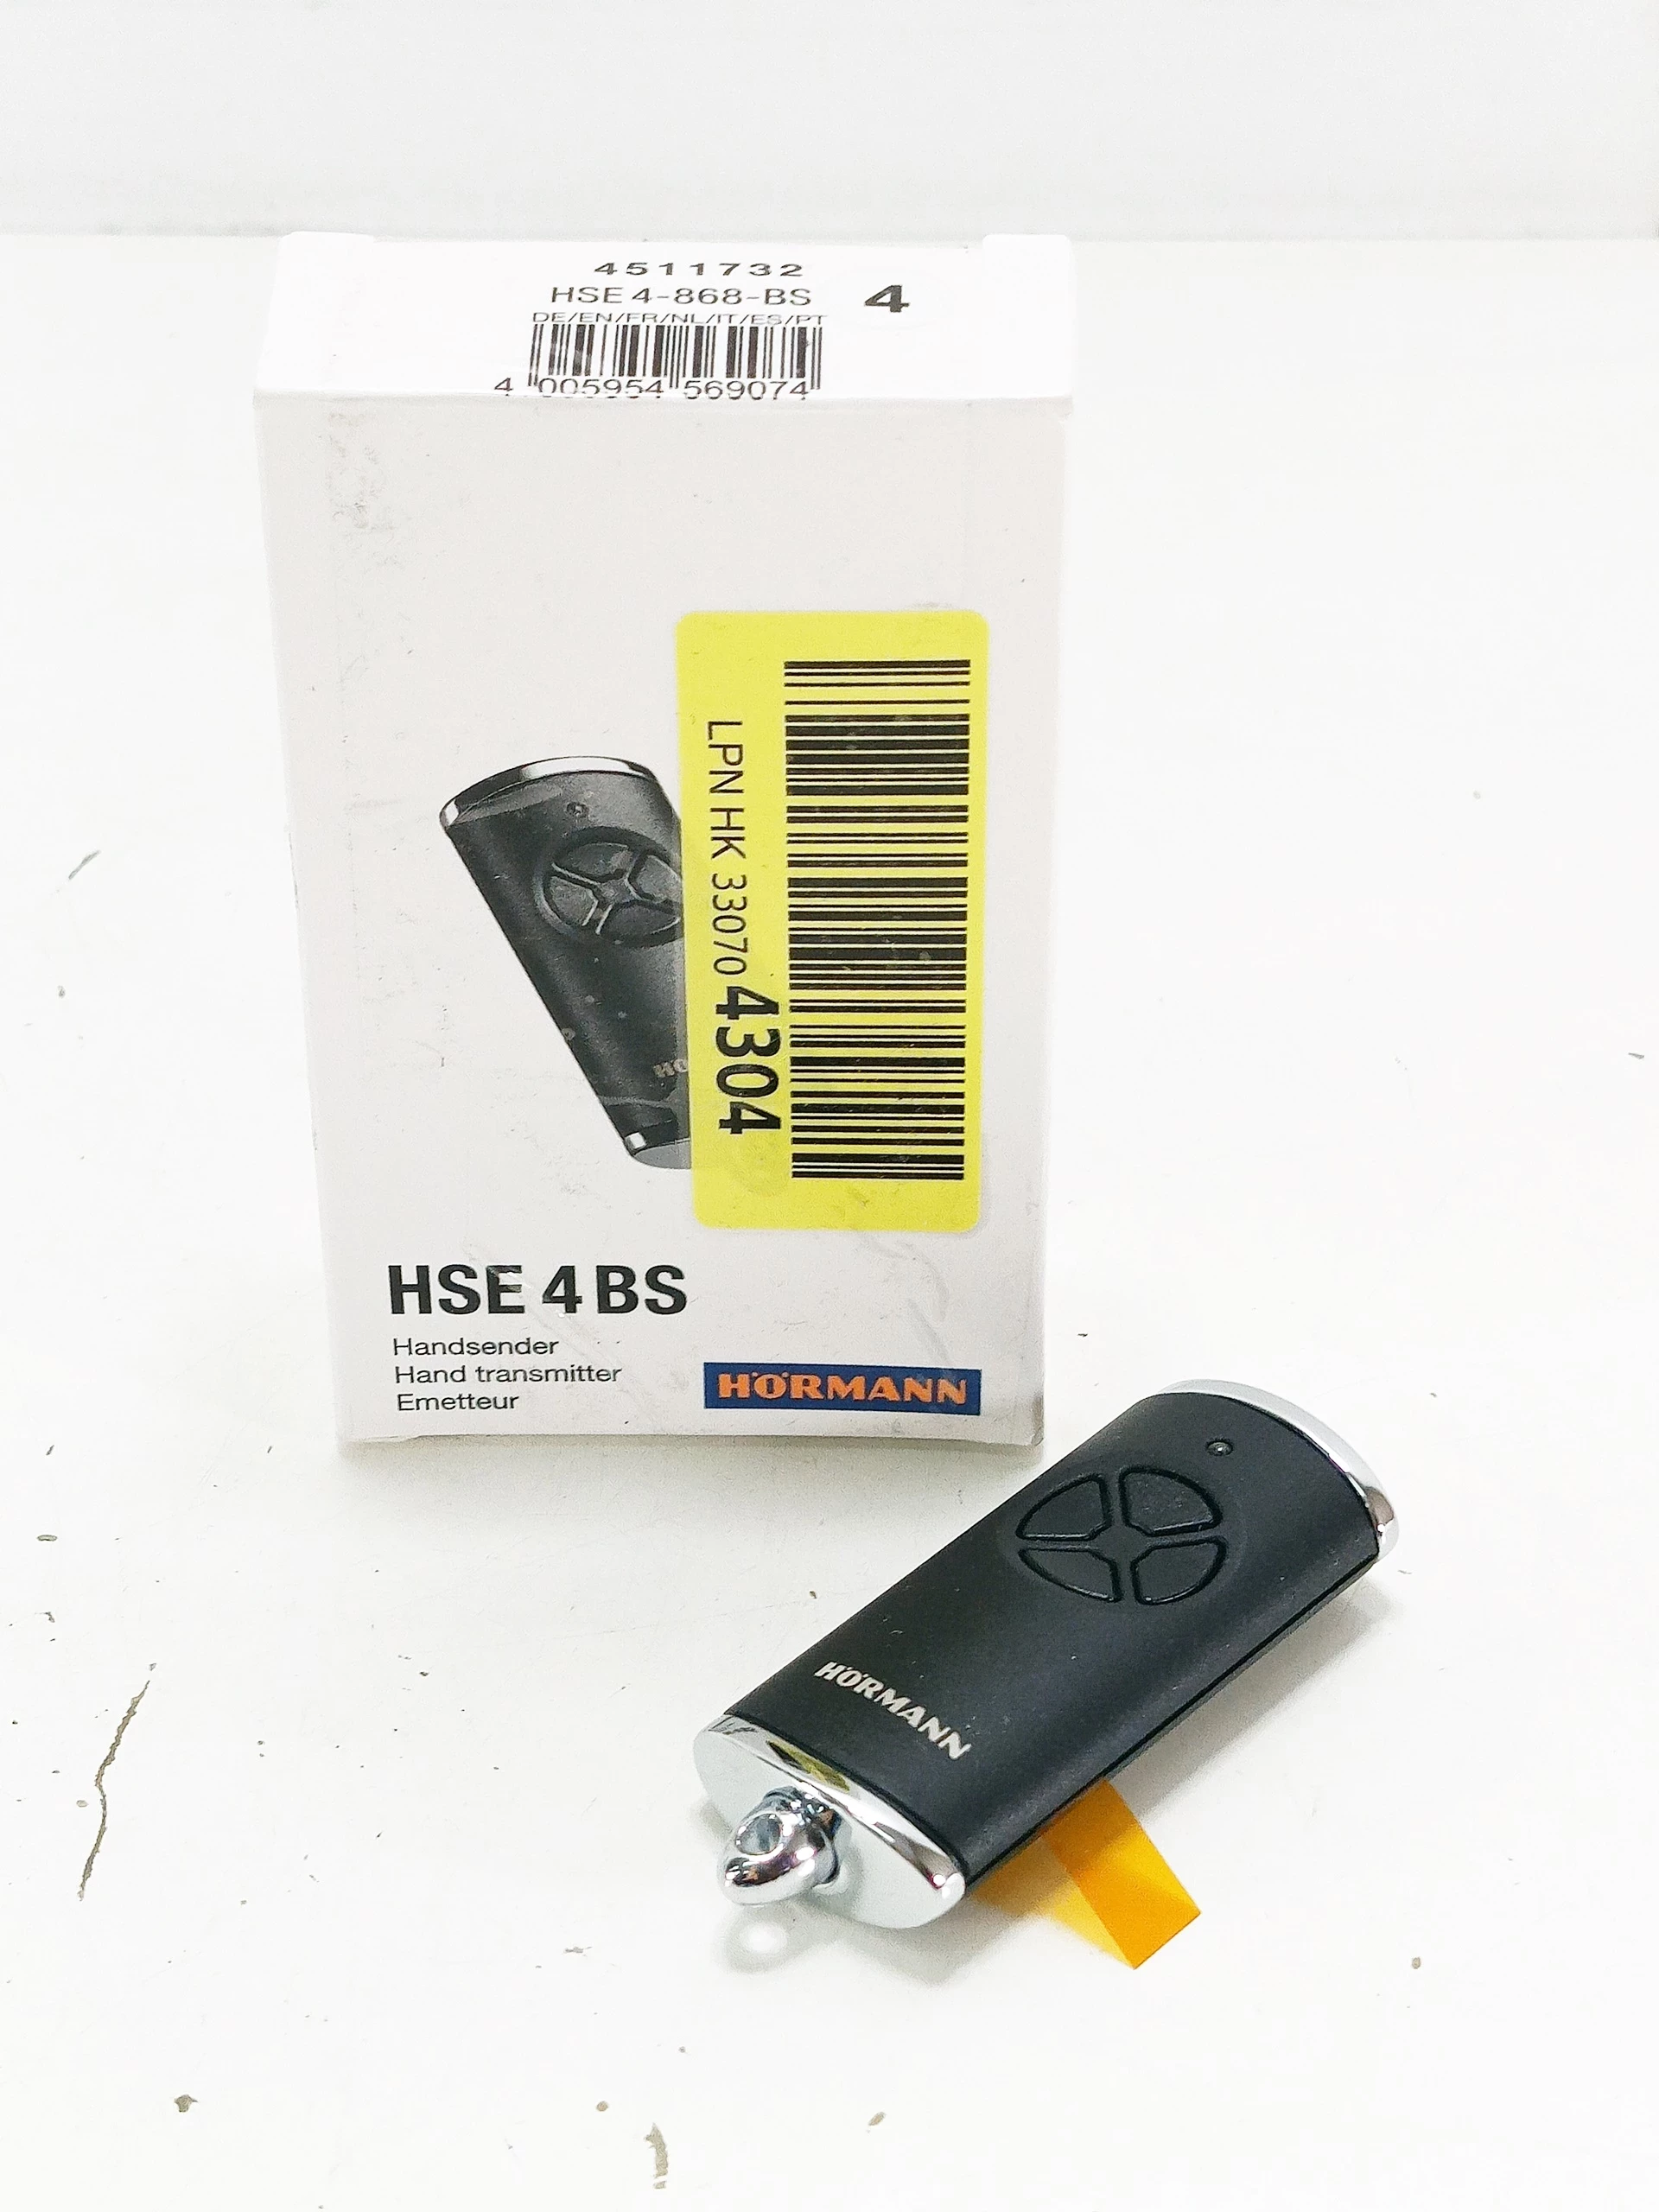 4511732
HSE 4-868-BS
4
DE/EN/FR/NL/IT/ES/PT
4 005954 569074
LPN HK 33070 4304
HO
HSE 4 BS
Handsender
Hand transmitter
Emetteur
HÖRMANN
HÖRMANN